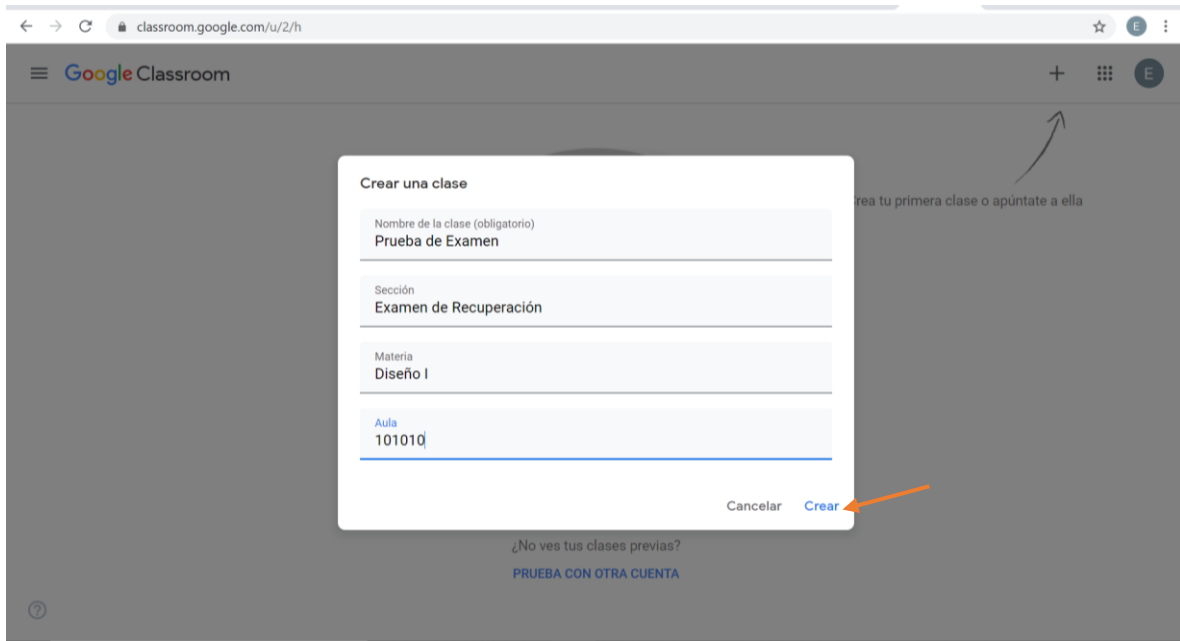 classroom.google.com/u/2/h
E
Google Classroom
E
Crear una clase
Nombre de la clase (obligatorio)
Prueba de Examen
rea tu primera clase o apúntate a ella
Sección
Examen de Recuperación
Materia
Diseño I
Aula
101010
Cancelar Crear
¿No ves tus clases previas?
PRUEBA CON OTRA CUENTA